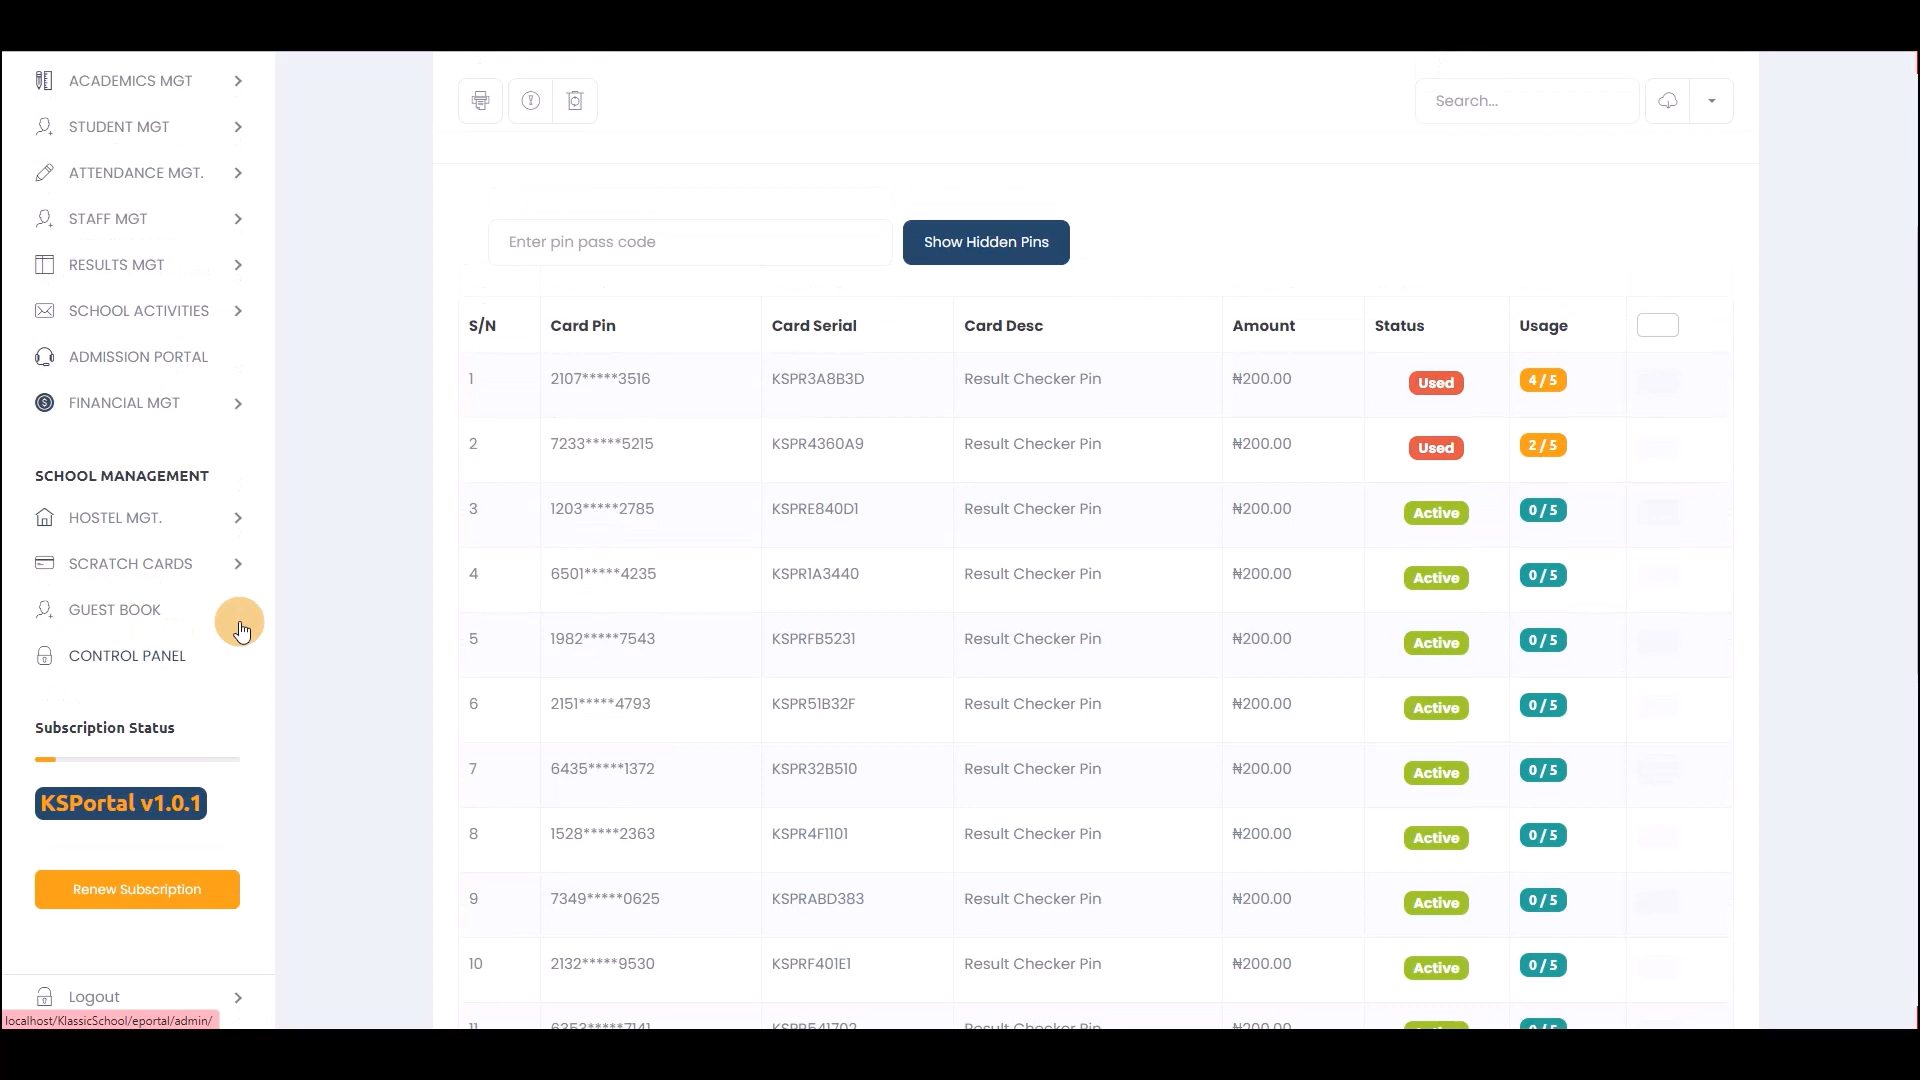 ACADEMICS MGT
STUDENT MGT
ATTENDANCE MGT.
STAFF MGT
RESULTS MGT
SCHOOL ACTIVITIES
ADMISSION PORTAL
FINANCIAL MGT
SCHOOL MANAGEMENT
HOSTEL MGT.
SCRATCH CARDS
GUEST BOOK
CONTROL PANEL
Subscription Status
KSPortal v1.0.1
Renew Subscription
Logout
localhost/KlassicSchool/eportal/admin/
Search...
Enter pin pass code
Show Hidden Pins
S/N Card Pin Card Serial Card Desc Amount Status Usage
1 2107*****3516 KSPR3A8B3D Result Checker Pin ₦200.00 Used 4 / 5
2 7233*****5215 KSPR4360A9 Result Checker Pin ₦200.00 Used 2 / 5
3 1203*****2785 KSPRE840D1 Result Checker Pin ₦200.00 Active 0 / 5
4 6501*****4235 KSPR1A3440 Result Checker Pin ₦200.00 Active 0 / 5
5 1982*****7543 KSPRFB5231 Result Checker Pin ₦200.00 Active 0 / 5
6 2151*****4793 KSPR51B32F Result Checker Pin ₦200.00 Active 0 / 5
7 6435*****1372 KSPR32B510 Result Checker Pin ₦200.00 Active 0 / 5
8 1528*****2363 KSPR4F1101 Result Checker Pin ₦200.00 Active 0 / 5
9 7349*****0625 KSPRABD383 Result Checker Pin ₦200.00 Active 0 / 5
10 2132*****9530 KSPRF401E1 Result Checker Pin ₦200.00 Active 0 / 5
11 6353*****7141 KSPR541702 Result Checker Pin ₦200.00 Active 0 / 5